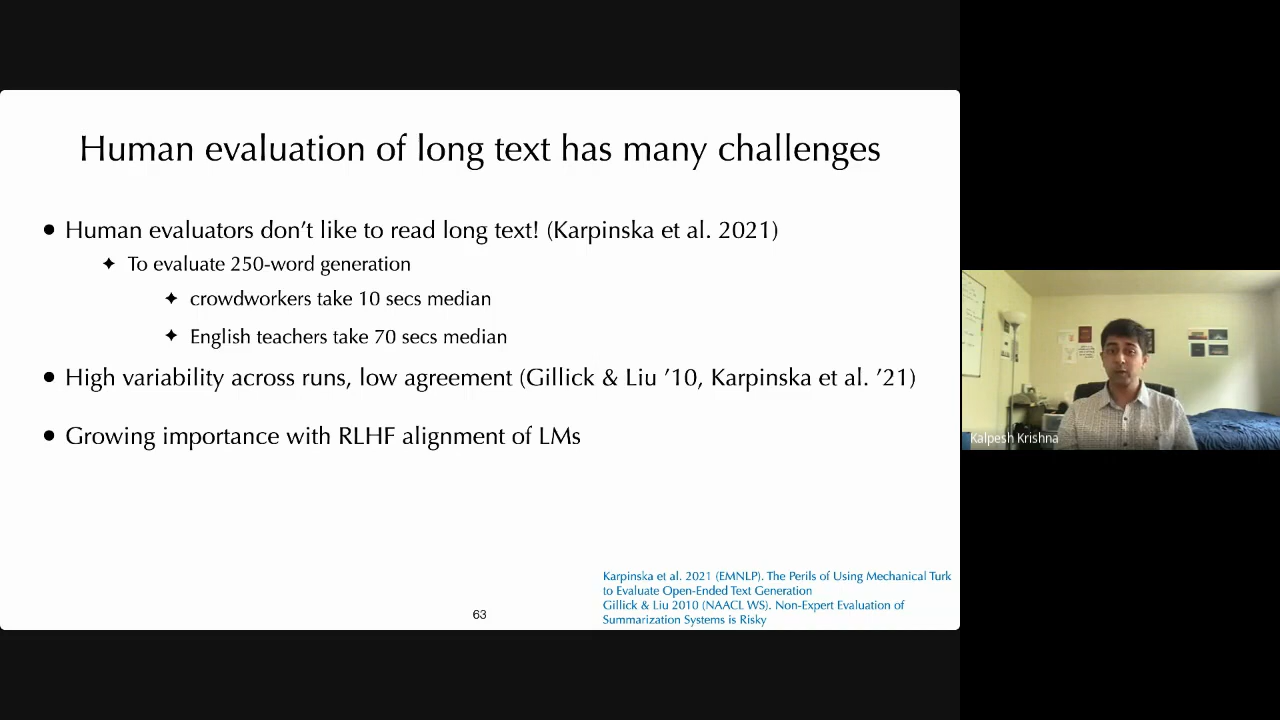 Human evaluation of long text has many challenges
● Human evaluators don’t like to read long text! (Karpinska et al. 2021)
✦ To evaluate 250-word generation
✦ crowdworkers take 10 secs median
✦ English teachers take 70 secs median
● High variability across runs, low agreement (Gillick & Liu ’10, Karpinska et al. ’21)
● Growing importance with RLHF alignment of LMs
Karpinska et al. 2021 (EMNLP). The Perils of Using Mechanical Turk
to Evaluate Open-Ended Text Generation
Gillick & Liu 2010 (NAACL WS). Non-Expert Evaluation of
Summarization Systems is Risky
63
Kalpesh Krishna